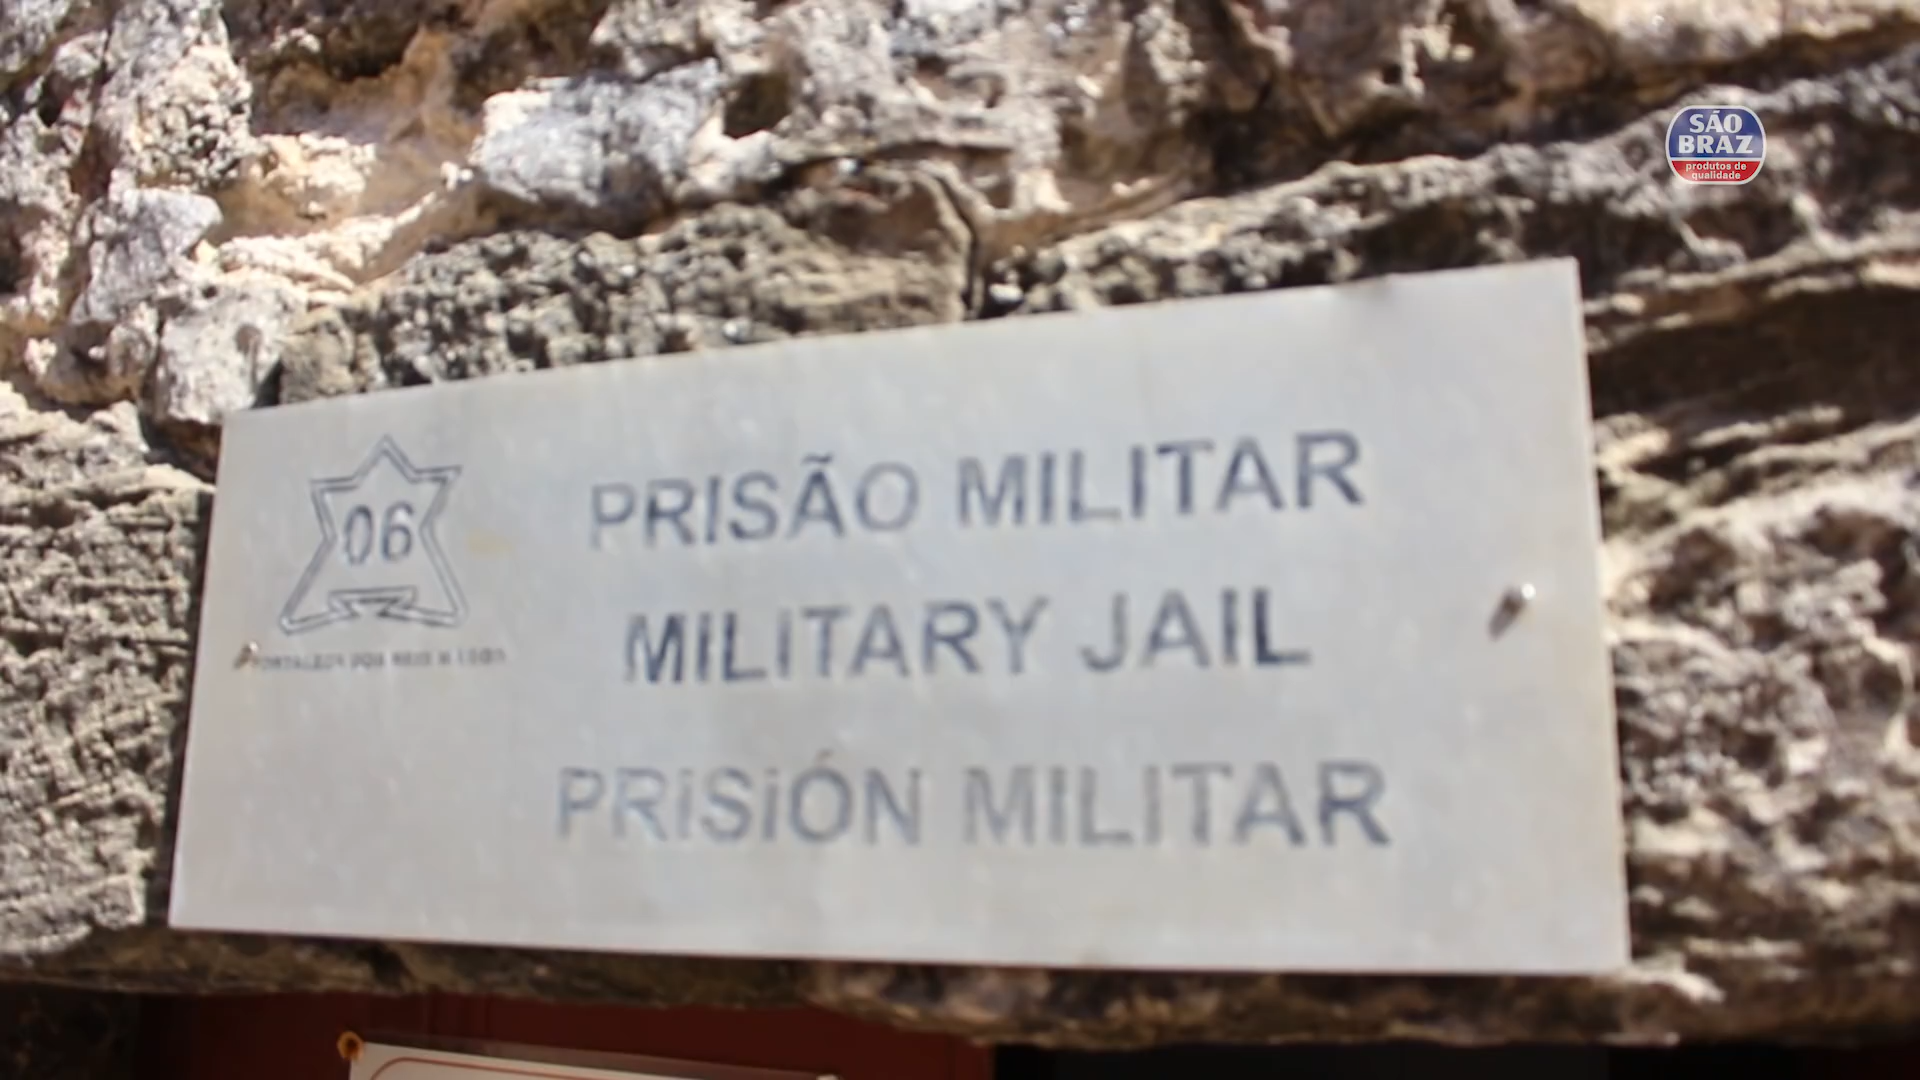 SÃO
BRAZ
produtos de
qualidade
06
PRISÃO MILITAR
MILITARY JAIL
PRiSiÓN MILITAR